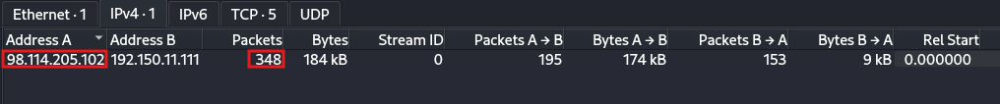 Ethernet · 1 IPv4 · 1 IPv6 TCP · 5 UDP
Address A Address B Packets Bytes Stream ID Packets A → B Bytes A → B Packets B → A Bytes B → A Rel Start
98.114.205.102 192.150.11.111 348 184 kB 0 195 174 kB 153 9 kB 0.000000